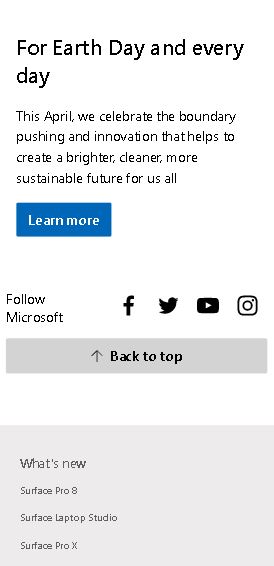 For Earth Day and every
day
This April, we celebrate the boundary
pushing and innovation that helps to
create a brighter, cleaner, more
sustainable future for us all
Learn more
Follow
Microsoft
Back to top
What's new
Surface Pro 8
Surface Laptop Studio
Surface Pro X